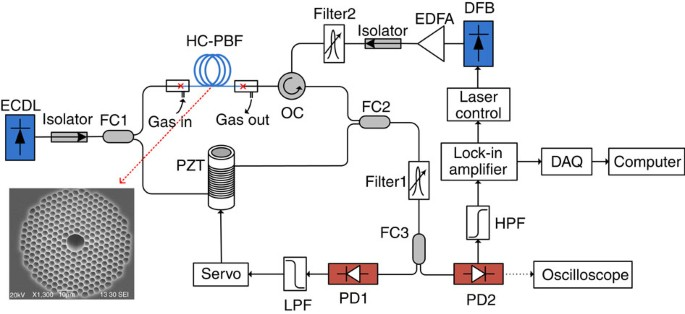 DFB
EDFA
Isolator
Filter2
HC-PBF
ECDL
Isolator
FC1
Gas in
Gas out
OC
FC2
Laser
control
PZT
Filter1
Lock-in
amplifier
DAQ
Computer
HPF
FC3
Servo
LPF
PD1
PD2
Oscilloscope
20kV X1,300 10μm 13 30 SEI